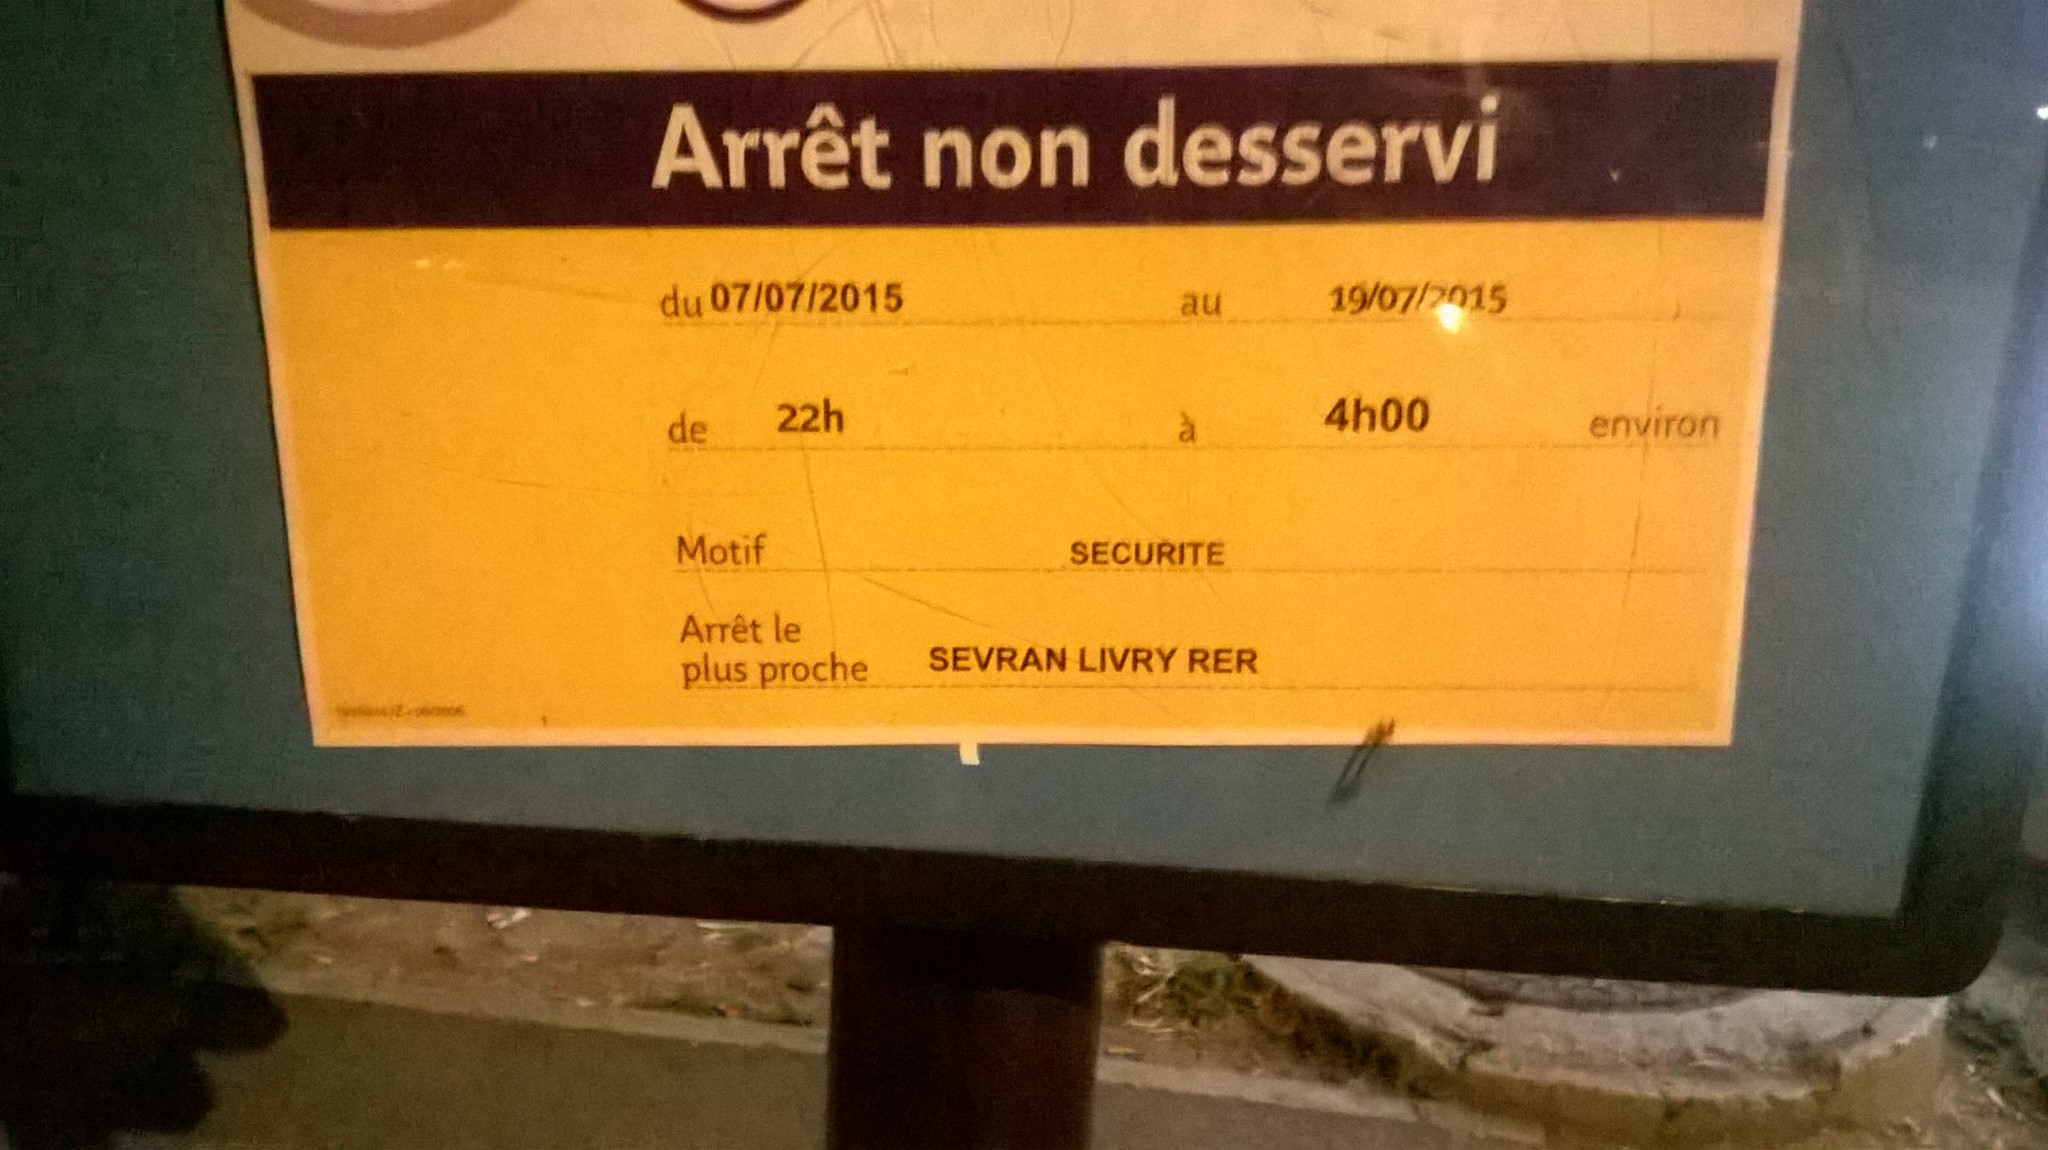 Arrêt non desservi
du 07/07/2015 au 19/07/2015
de 22h à 4h00 environ
Motif SECURITE
Arrêt le
plus proche SEVRAN LIVRY RER